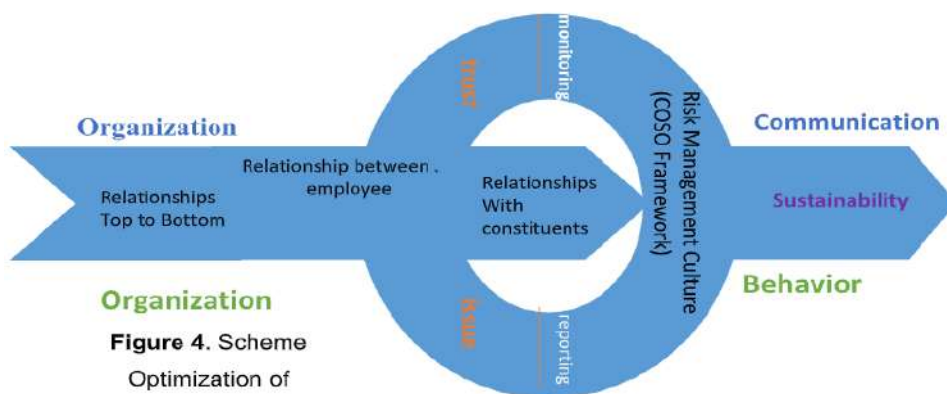 Organization
Relationships
Top to Bottom
Relationship between .
employee
Organization
Figure 4. Scheme
Optimization of
trust
monitoring
Relationships
With
constituents
issue
reporting
Risk Management Culture
(COSO Framework)
Communication
Sustainability
Behavior